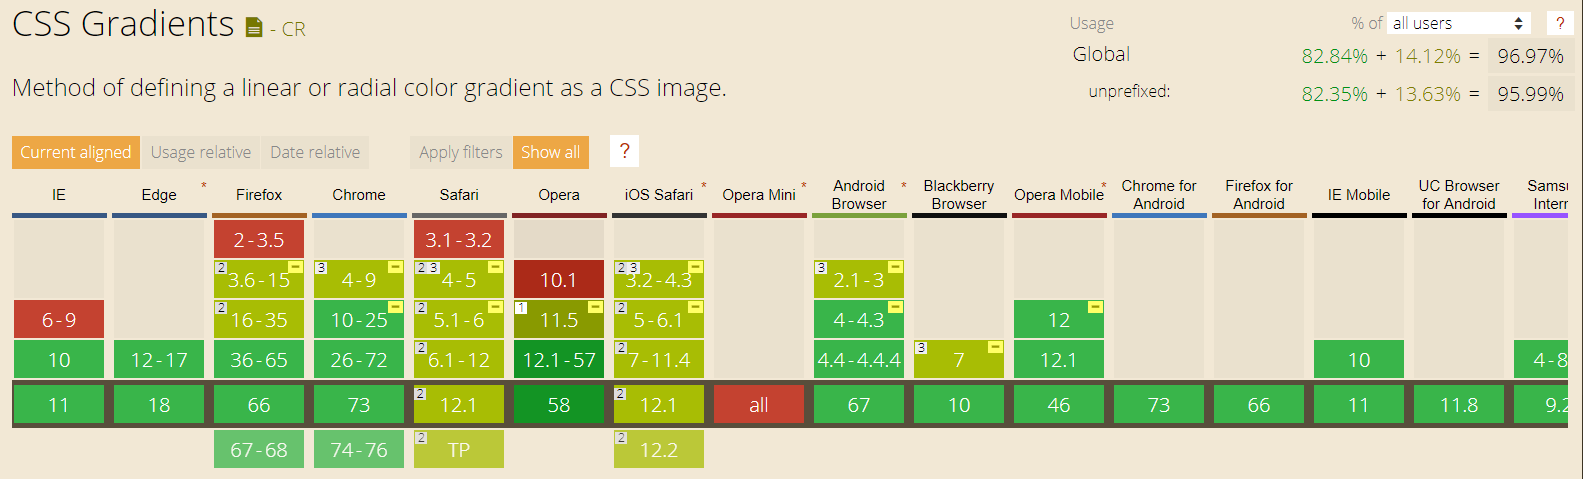 CSS Gradients - CR
Usage % of all users ?
Global 82.84% + 14.12% = 96.97%
unprefixed: 82.35% + 13.63% = 95.99%
Method of defining a linear or radial color gradient as a CSS image.
Current aligned Usage relative Date relative Apply filters Show all ?
IE Edge * Firefox Chrome Safari Opera iOS Safari * Opera Mini * Android Browser * Blackberry Browser Opera Mobile * Chrome for Android Firefox for Android IE Mobile UC Browser for Android Samsu Intern
2-3.5 3.1-3.2
2 3.6-15 - 3 4-9 - 2 3 4-5 - 10.1 2 3 3.2-4.3 - 3 2.1-3 -
6-9 2 16-35 10-25 - 2 5.1-6 - 1 11.5 - 2 5-6.1 - 4-4.3 - 12 -
10 12-17 36-65 26-72 2 6.1-12 12.1-57 2 7-11.4 4.4-4.4.4 3 7 - 12.1 10 4-8
11 18 66 73 2 12.1 58 2 12.1 all 67 10 46 73 66 11 11.8 9.2
67-68 74-76 2 TP 2 12.2